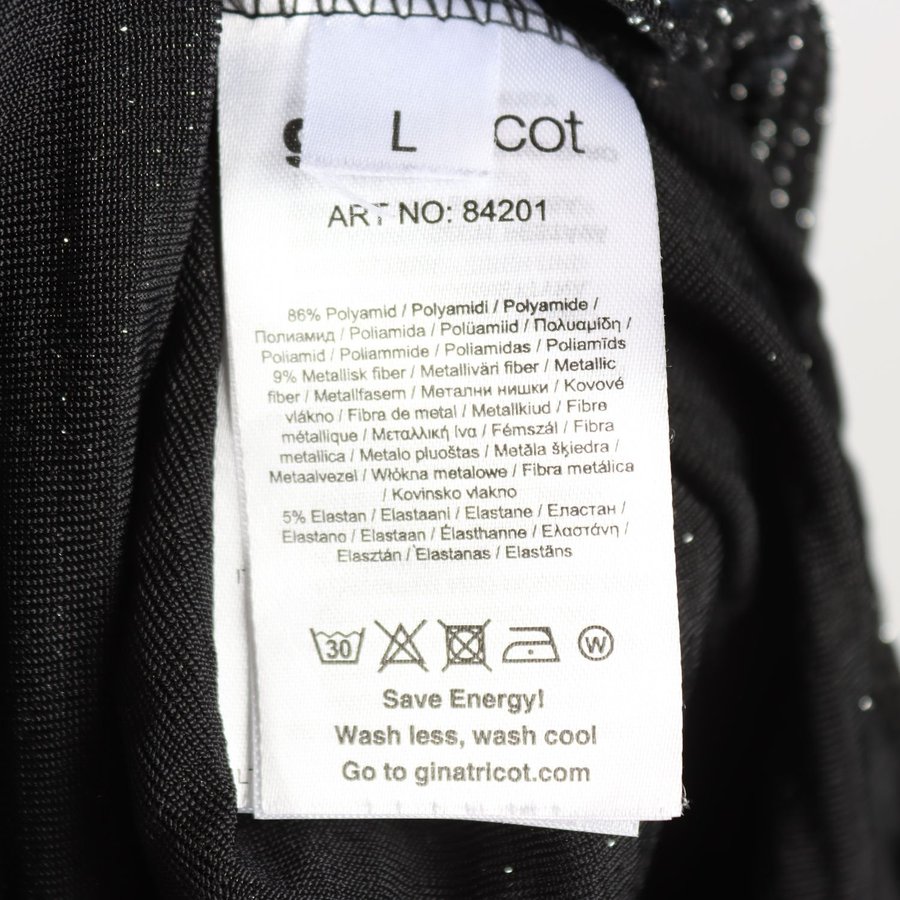 L
cot
ART NO: 84201
86% Polyamid / Polyamidi / Polyamide /
Полиамид / Poliamida / Polüamiid / Πολυαμίδη /
Poliamid / Poliammide / Poliamidas / Poliamīds
9% Metallisk fiber / Metalliväri fiber / Metallic
fiber / Metallfasern / Метални нишки / Kovové
vlákno / Fibra de metal / Metallkiud / Fibre
métallique / Μεταλλική ίνα / Fémszál / Fibra
metallica / Metalo pluoštas / Metāla šķiedra /
Metaalvezel / Włókna metalowe / Fibra metálica
/ Kovinsko vlakno
5% Elastan / Elastaani / Elastane / Еластан /
Elastano / Elastaan / Élasthanne / Ελαστάνη /
Elasztán / Elastanas / Elastāns
30 W
Save Energy!
Wash less, wash cool
Go to ginatricot.com